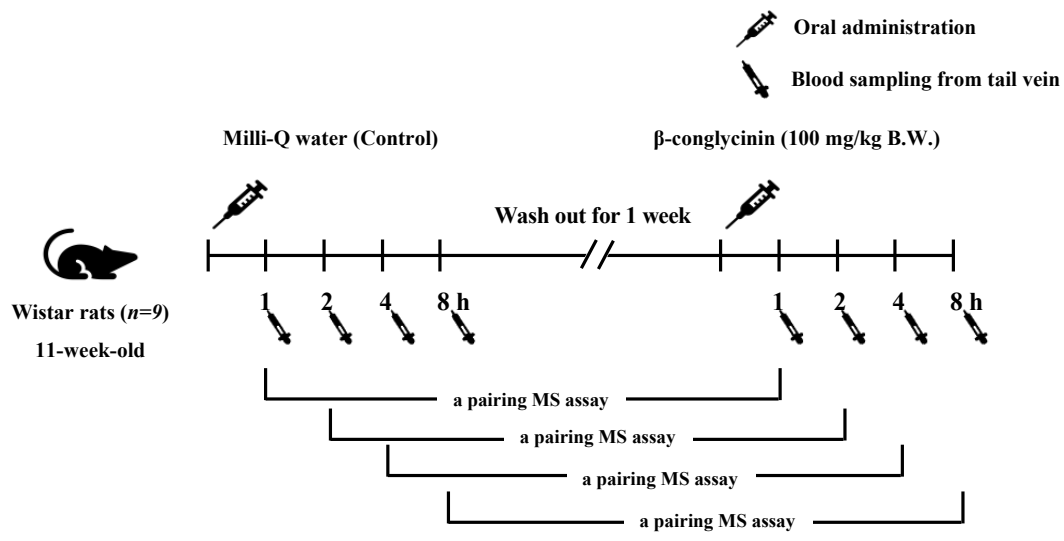 Oral administration
Blood sampling from tail vein
Milli-Q water (Control)
β-conglycinin (100 mg/kg B.W.)
Wash out for 1 week
Wistar rats (n=9)
11-week-old
1 2 4 8 h
1 2 4 8 h
a pairing MS assay
a pairing MS assay
a pairing MS assay
a pairing MS assay